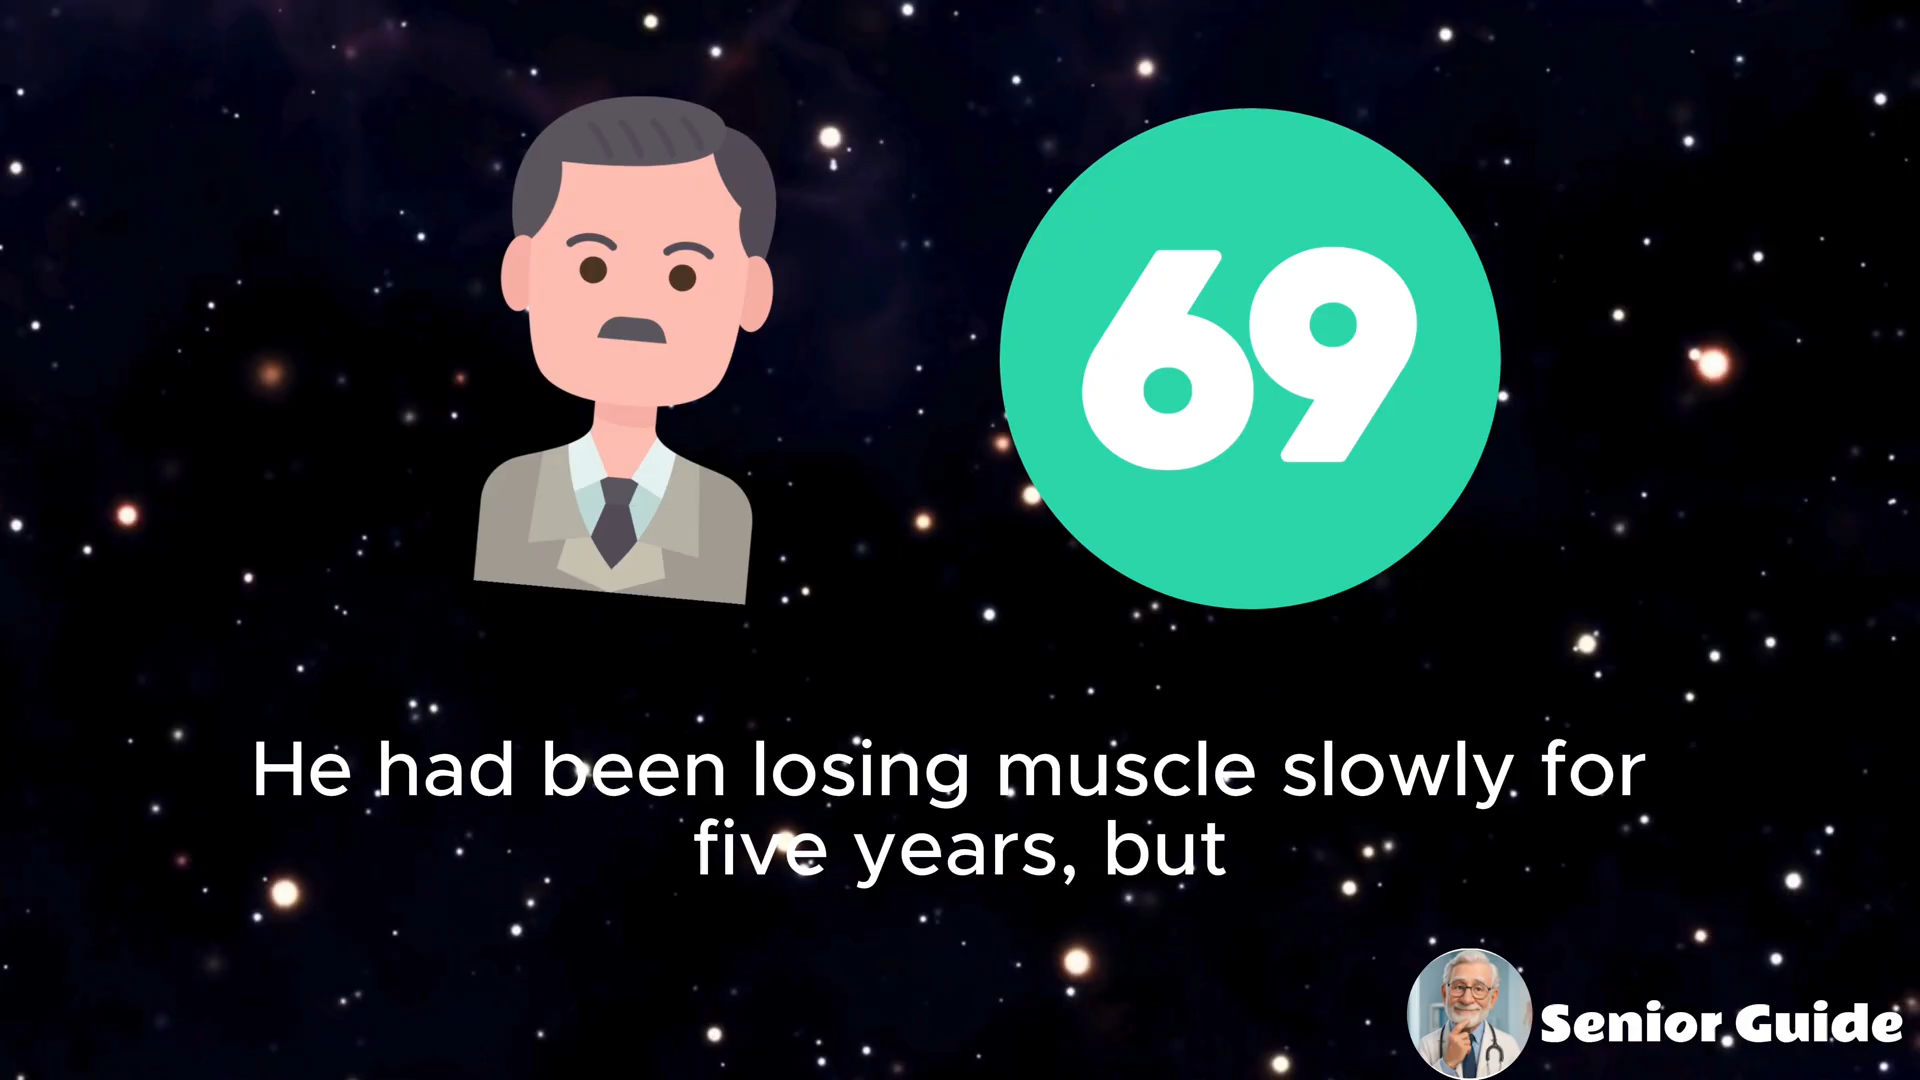 69
He had been losing muscle slowly for
five years, but
Senior Guide